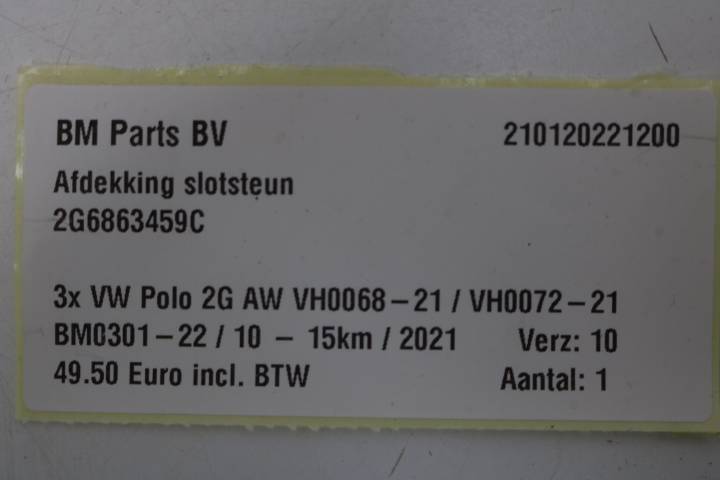 BM Parts BV 210120221200
Afdekking slotsteun
2G6863459C
3x VW Polo 2G AW VH0068-21 / VH0072-21
BM0301-22 / 10 - 15km / 2021 Verz: 10
49.50 Euro incl. BTW Aantal: 1